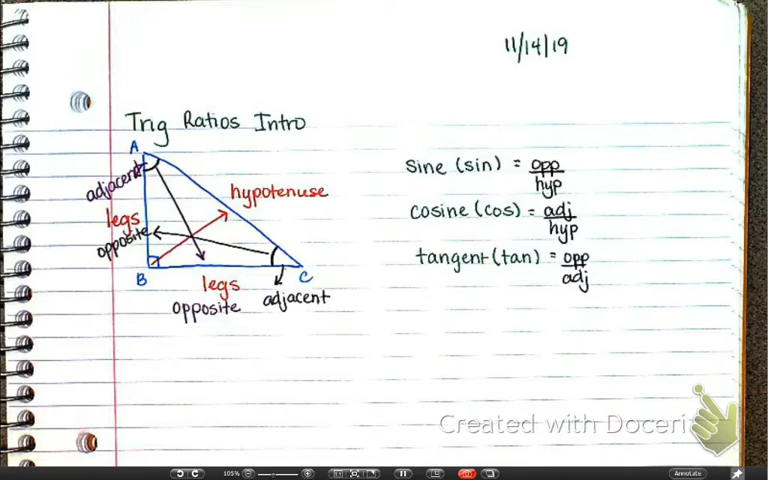 11/14/19
Trig Ratios Intro
A
adjacent
hypotenuse
legs
opposite
B
legs
C
opposite
adjacent
sine (sin) = opp
hyp
cosine (cos) = adj
hyp
tangent (tan) = opp
adj
Created with Doceri
105%
Annotate